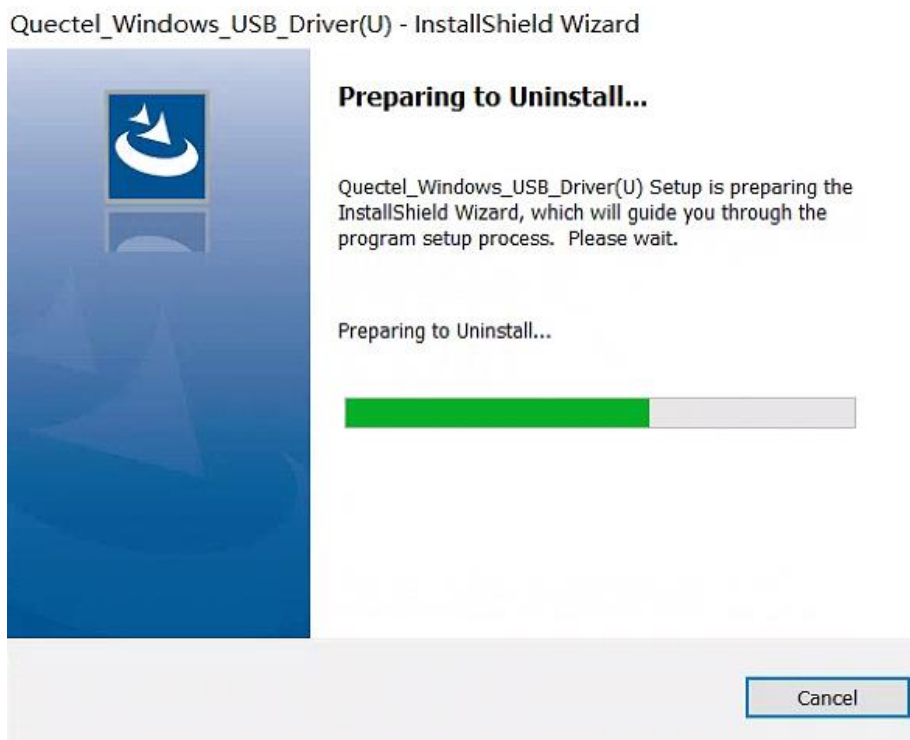 Quectel_Windows_USB_Driver(U) - InstallShield Wizard
Preparing to Uninstall...
Quectel_Windows_USB_Driver(U) Setup is preparing the
InstallShield Wizard, which will guide you through the
program setup process.  Please wait.
Preparing to Uninstall...
Cancel